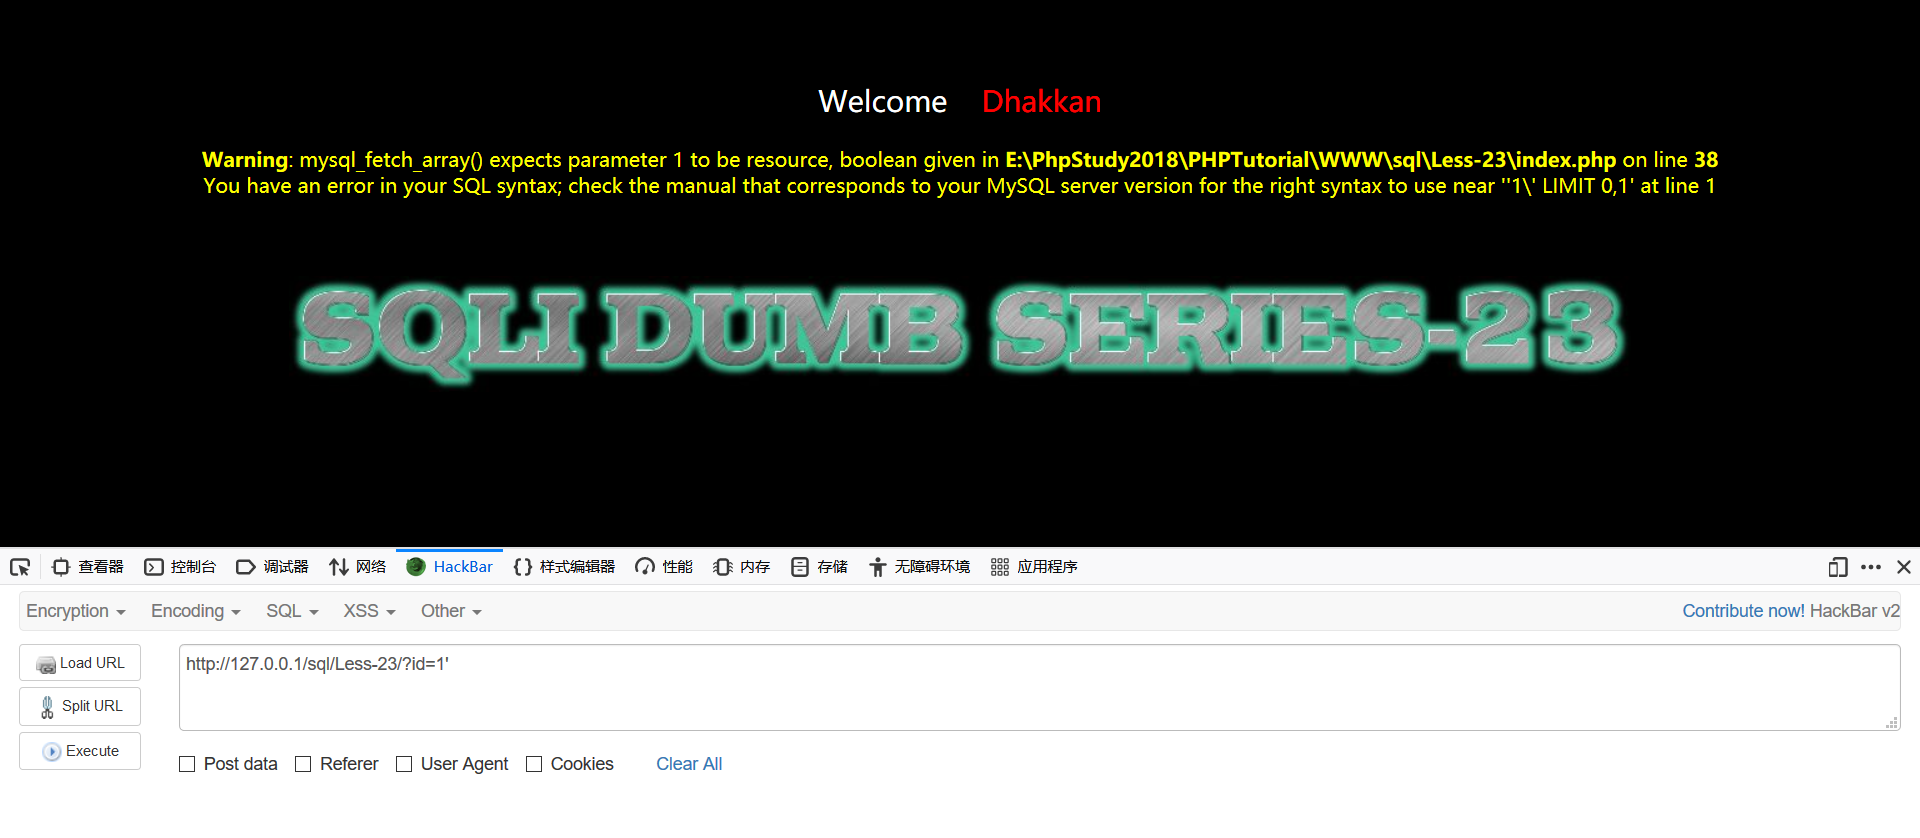 Welcome Dhakkan
Warning: mysql_fetch_array() expects parameter 1 to be resource, boolean given in E:\PhpStudy2018\PHPTutorial\WWW\sql\Less-23\index.php on line 38
You have an error in your SQL syntax; check the manual that corresponds to your MySQL server version for the right syntax to use near ''1\' LIMIT 0,1' at line 1
SQLI DUMB SERIES-23
查看器 控制台 调试器 网络 HackBar 样式编辑器 性能 内存 存储 无障碍环境 应用程序
Encryption Encoding SQL XSS Other Contribute now! HackBar v2
Load URL http://127.0.0.1/sql/Less-23/?id=1'
Split URL
Execute
Post data Referer User Agent Cookies Clear All